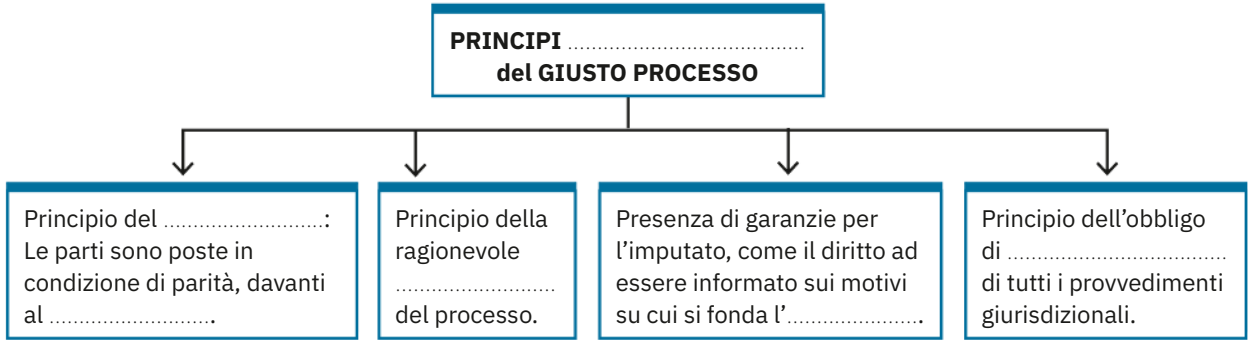 PRINCIPI ........................................
del GIUSTO PROCESSO
Principio del ...........................:
Le parti sono poste in
condizione di parità, davanti
al ...........................
Principio della
ragionevole
...........................
del processo.
Presenza di garanzie per
l'imputato, come il diritto ad
essere informato sui motivi
su cui si fonda l'.......................
Principio dell'obbligo
di .....................................
di tutti i provvedimenti
giurisdizionali.